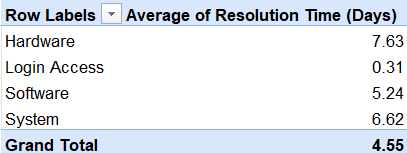 Row Labels Average of Resolution Time (Days)
Hardware 7.63
Login Access 0.31
Software 5.24
System 6.62
Grand Total 4.55